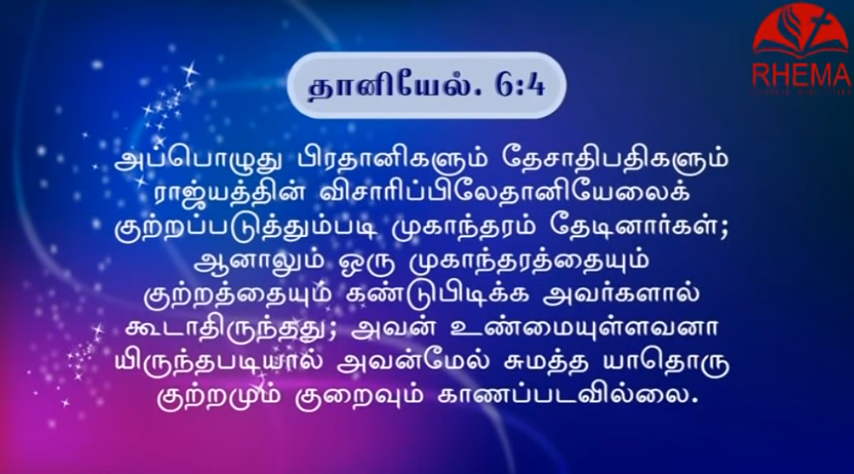 தானியேல். 6:4
RHEMA
அப்பொழுது பிரதானிகளும் தேசாதிபதிகளும்
ராஜ்யத்தின் விசாரிப்பிலேதானியேலைக்
குற்றப்படுத்தும்படி முகாந்தரம் தேடினார்கள்;
ஆனாலும் ஒரு முகாந்தரத்தையும்
குற்றத்தையும் கண்டுபிடிக்க அவர்களால்
கூடாதிருந்தது; அவன் உண்மையுள்ளவனா
யிருந்தபடியால் அவன்மேல் சுமத்த யாதொரு
குற்றமும் குறைவும் காணப்படவில்லை.